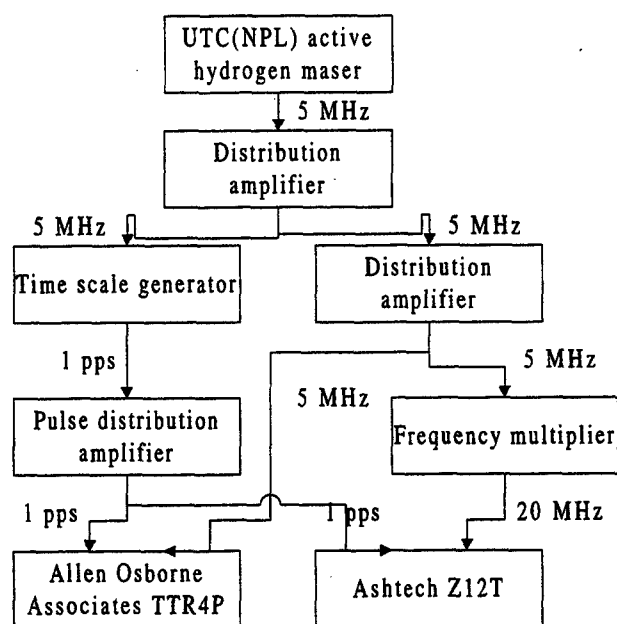 UTC(NPL) active
hydrogen maser
5 MHz
Distribution
amplifier
5 MHz
5 MHz
Time scale generator
Distribution
amplifier
1 pps
5 MHz
5 MHz
Pulse distribution
amplifier
Frequency multiplier
1 pps
1 pps
20 MHz
Allen Osborne
Associates TTR4P
Ashtech Z12T